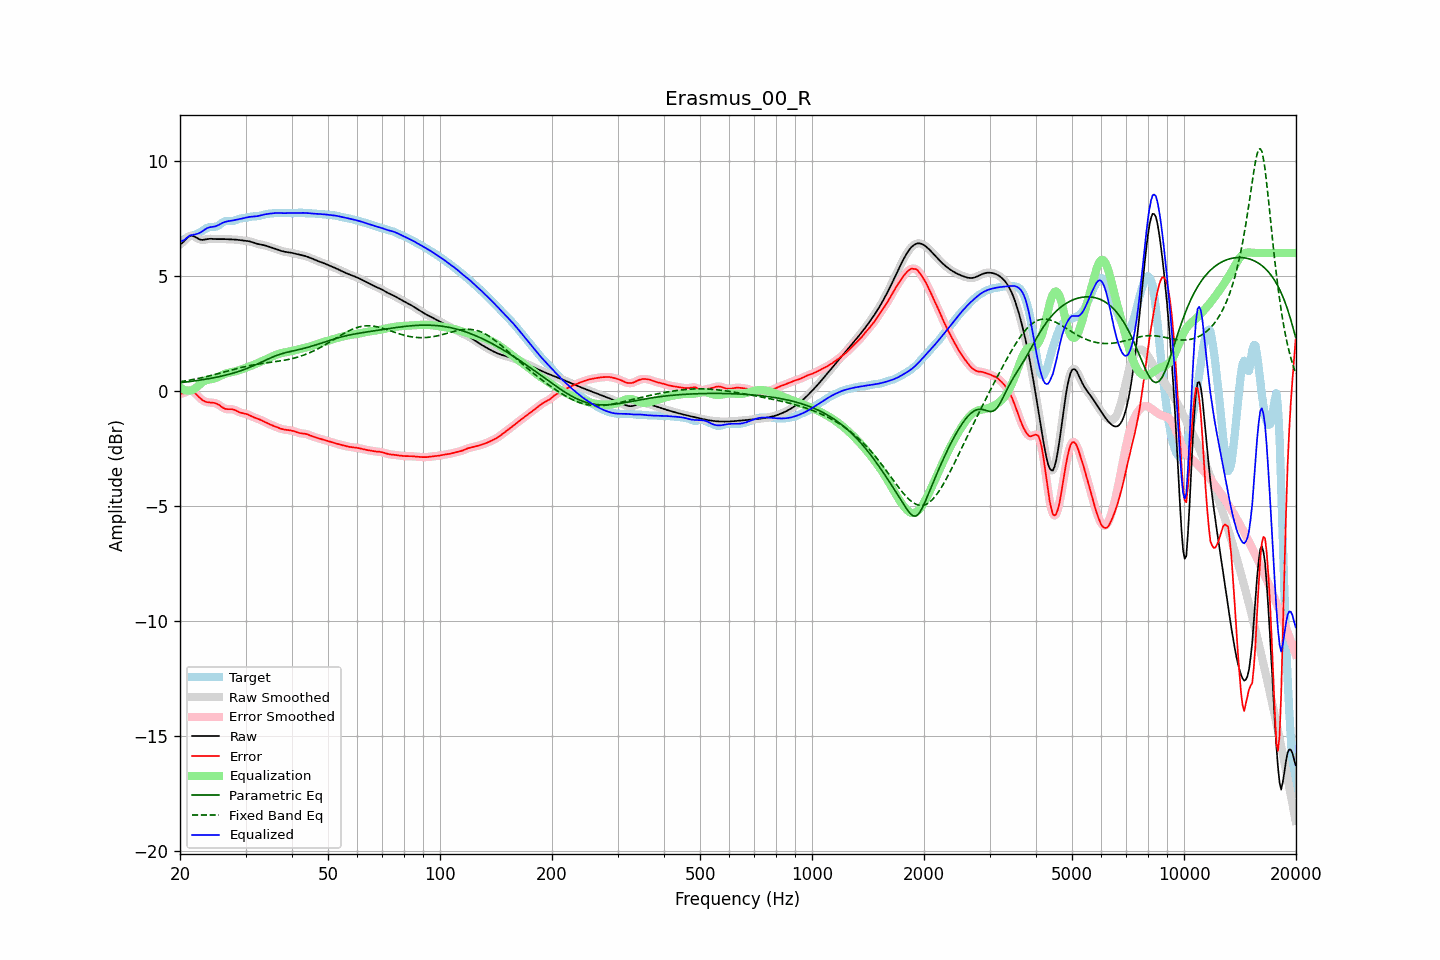 Erasmus_00_R
Amplitude (dBr)
10
5
0
−5
−10
−15
−20
Target
Raw Smoothed
Error Smoothed
Raw
Error
Equalization
Parametric Eq
Fixed Band Eq
Equalized
20 50 100 200 500 1000 2000 5000 10000 20000
Frequency (Hz)